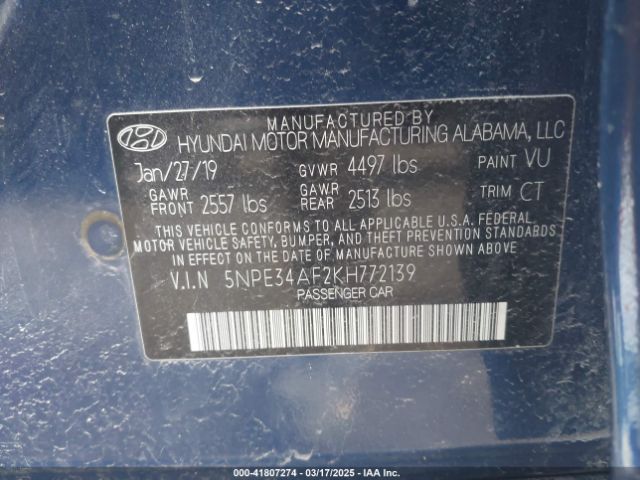 MANUFACTURED BY
HYUNDAI MOTOR MANUFACTURING ALABAMA, LLC
Jan/27/19 GVWR 4497 lbs PAINT VU
GAWR FRONT 2557 lbs GAWR REAR 2513 lbs TRIM CT
THIS VEHICLE CONFORMS TO ALL APPLICABLE U.S.A. FEDERAL
MOTOR VEHICLE SAFETY, BUMPER, AND THEFT PREVENTION STANDARDS
IN EFFECT ON THE DATE OF MANUFACTURE SHOWN ABOVE.
V.I.N 5NPE34AF2KH772139
PASSENGER CAR
000-41807274 — 03/17/2025 — IAA Inc.